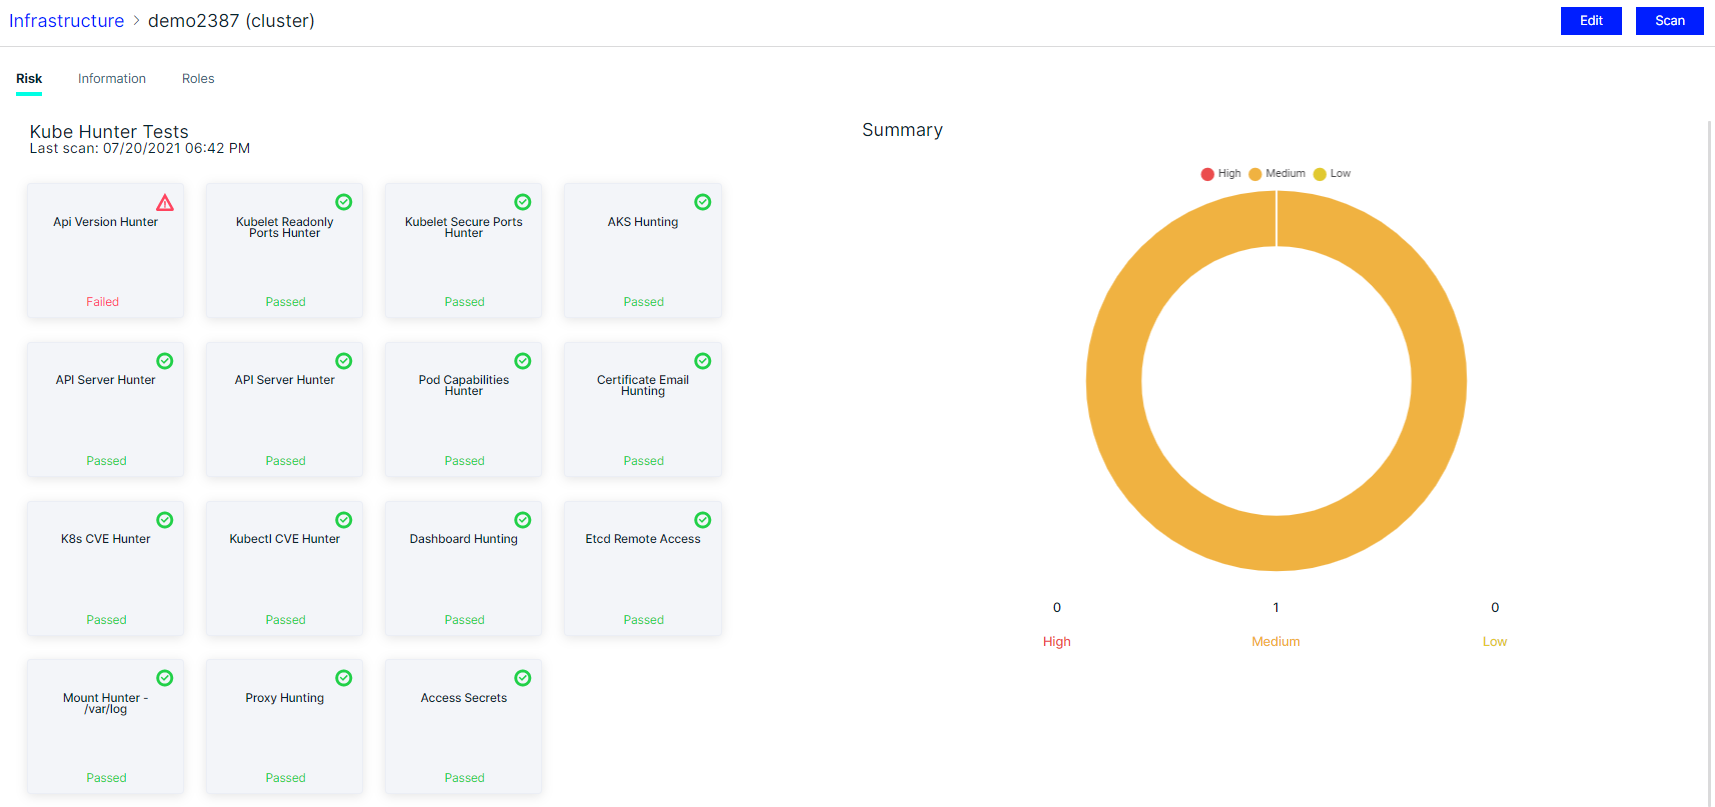 Infrastructure > demo2387 (cluster)
Edit
Scan
Risk
Information
Roles
Kube Hunter Tests
Last scan: 07/20/2021 06:42 PM
Api Version Hunter
Failed
Kubelet Readonly
Ports Hunter
Passed
Kubelet Secure Ports
Hunter
Passed
AKS Hunting
Passed
API Server Hunter
Passed
API Server Hunter
Passed
Pod Capabilities
Hunter
Passed
Certificate Email
Hunting
Passed
K8s CVE Hunter
Passed
Kubectl CVE Hunter
Passed
Dashboard Hunting
Passed
Etcd Remote Access
Passed
Mount Hunter -
/var/log
Passed
Proxy Hunting
Passed
Access Secrets
Passed
Summary
High
Medium
Low
0
High
1
Medium
0
Low